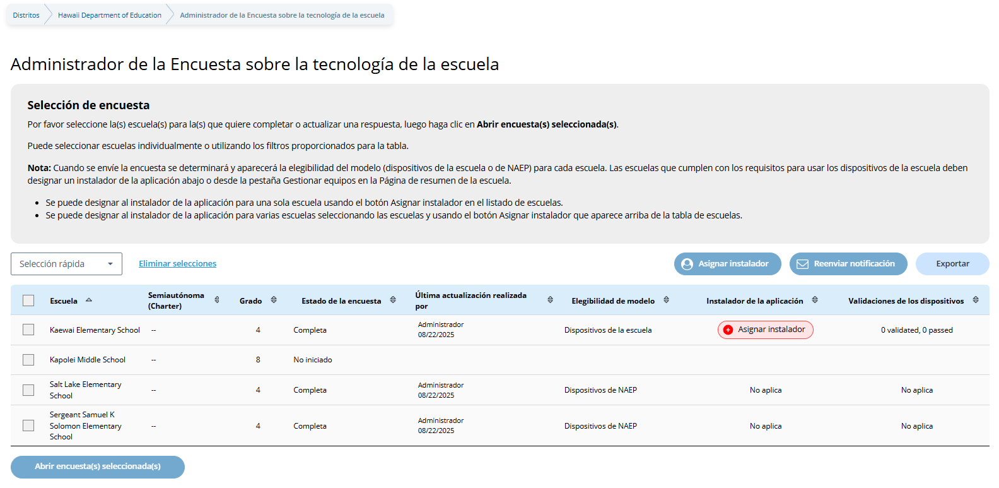 Distritos
Hawaii Department of Education
Administrador de la Encuesta sobre la tecnología de la escuela
Administrador de la Encuesta sobre la tecnología de la escuela
Selección de encuesta
Por favor seleccione la(s) escuela(s) para la(s) que quiere completar o actualizar una respuesta, luego haga clic en Abrir encuesta(s) seleccionada(s).
Puede seleccionar escuelas individualmente o utilizando los filtros proporcionados para la tabla.
Nota: Cuando se envíe la encuesta se determinará y aparecerá la elegibilidad del modelo (dispositivos de la escuela o de NAEP) para cada escuela. Las escuelas que cumplen con los requisitos para usar los dispositivos de la escuela deben
designar un instalador de la aplicación abajo o desde la pestaña Gestionar equipos en la Página de resumen de la escuela.
• Se puede designar al instalador de la aplicación para una sola escuela usando el botón Asignar instalador en el listado de escuelas.
• Se puede designar al instalador de la aplicación para varias escuelas seleccionando las escuelas y usando el botón Asignar instalador que aparece arriba de la tabla de escuelas.
Selección rápida
Eliminar selecciones
Asignar instalador
Reenviar notificación
Exportar
Escuela
Semiautónoma
(Charter)
Grado
Estado de la encuesta
Última actualización realizada
por
Elegibilidad de modelo
Instalador de la aplicación
Validaciones de los dispositivos
Kaewai Elementary School
--
4
Completa
Administrador
08/22/2025
Dispositivos de la escuela
Asignar instalador
0 validated, 0 passed
Kapolei Middle School
--
8
No iniciado
Salt Lake Elementary
School
--
4
Completa
Administrador
08/22/2025
Dispositivos de NAEP
No aplica
No aplica
Sergeant Samuel K
Solomon Elementary
School
--
4
Completa
Administrador
08/22/2025
Dispositivos de NAEP
No aplica
No aplica
Abrir encuesta(s) seleccionada(s)